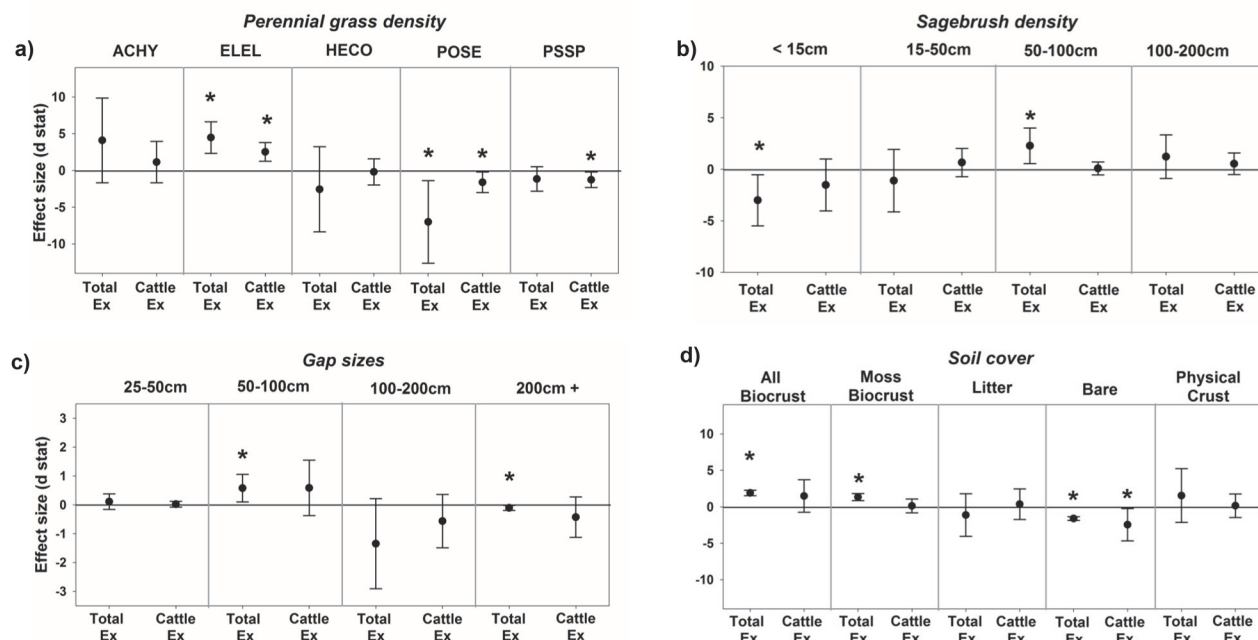 a)
Perennial grass density
ACHY ELEL HECO POSE PSSP
Effect size (d stat)
10
5
0
-5
-10
* * * * *
Total Ex Cattle Ex Total Ex Cattle Ex Total Ex Cattle Ex Total Ex Cattle Ex Total Ex Cattle Ex
b)
Sagebrush density
< 15cm 15-50cm 50-100cm 100-200cm
10
5
0
-5
-10
* *
Total Ex Cattle Ex Total Ex Cattle Ex Total Ex Cattle Ex Total Ex Cattle Ex
c)
Gap sizes
25-50cm 50-100cm 100-200cm 200cm +
Effect size (d stat)
3
2
1
0
-1
-2
-3
* *
Total Ex Cattle Ex Total Ex Cattle Ex Total Ex Cattle Ex Total Ex Cattle Ex
d)
Soil cover
All Biocrust Moss Biocrust Litter Bare Physical Crust
10
5
0
-5
-10
* * * *
Total Ex Cattle Ex Total Ex Cattle Ex Total Ex Cattle Ex Total Ex Cattle Ex Total Ex Cattle Ex